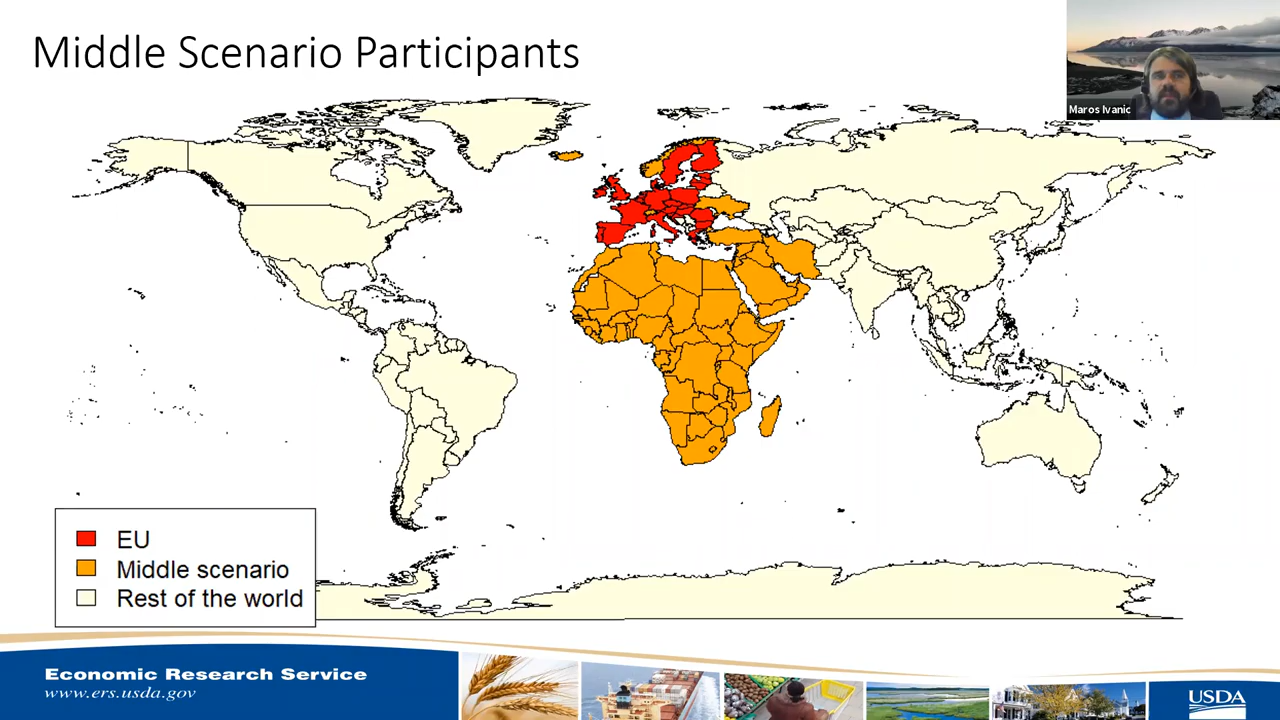 Middle Scenario Participants
Maros Ivanic
EU
Middle scenario
Rest of the world
Economic Research Service
www.ers.usda.gov
USDA